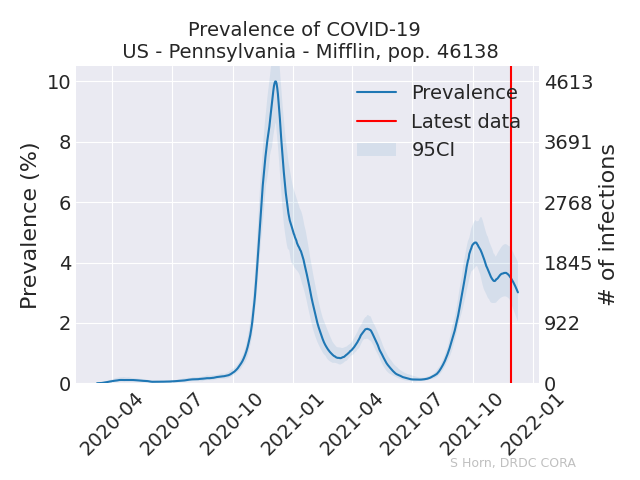 Prevalence of COVID-19
US - Pennsylvania - Mifflin, pop. 46138
Prevalence
Latest data
95CI
Prevalence (%)
10
8
6
4
2
0
4613
3691
2768
1845
922
0
# of infections
2020-04
2020-07
2020-10
2021-01
2021-04
2021-07
2021-10
2022-01
S Horn, DRDC CORA